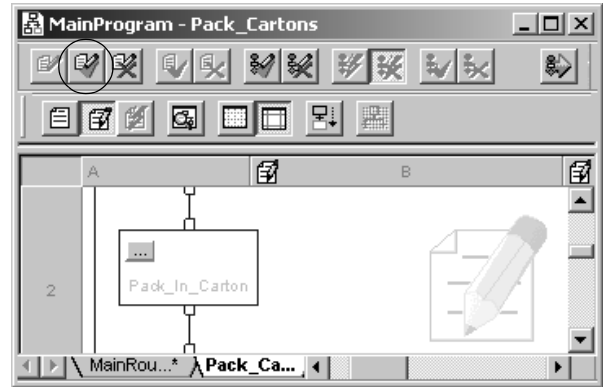 MainProgram - Pack_Cartons
A
B
2
...
Pack_In_Carton
MainRou...*
Pack_Ca...